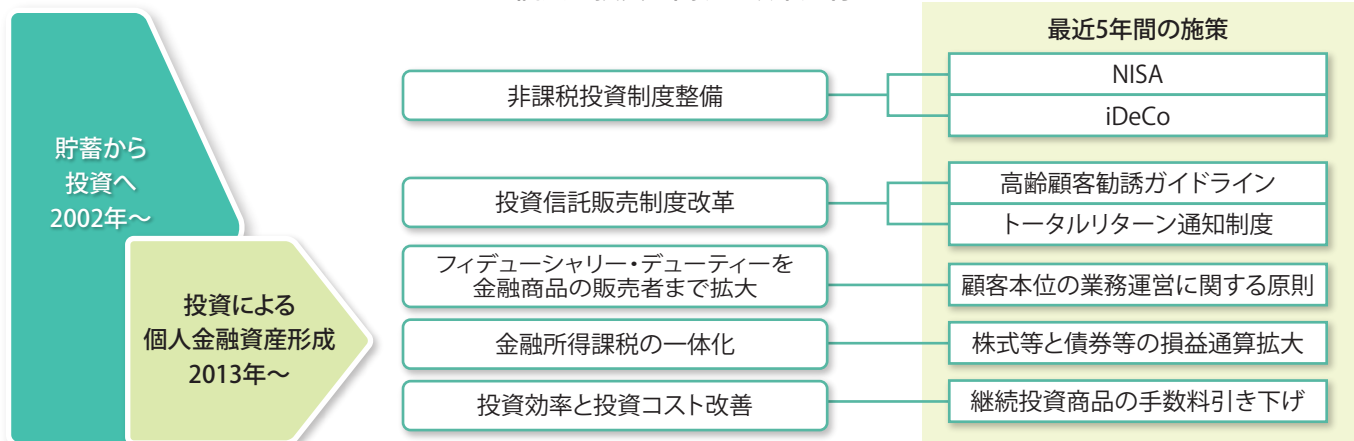 貯蓄から
投資へ
2002年～
投資による
個人金融資産形成
2013年～
非課税投資制度整備
投資信託販売制度改革
フィデューシャリー・デューティーを
金融商品の販売者まで拡大
金融所得課税の一体化
投資効率と投資コスト改善
最近5年間の施策
NISA
iDeCo
高齢顧客勧誘ガイドライン
トータルリターン通知制度
顧客本位の業務運営に関する原則
株式等と債券等の損益通算拡大
継続投資商品の手数料引き下げ